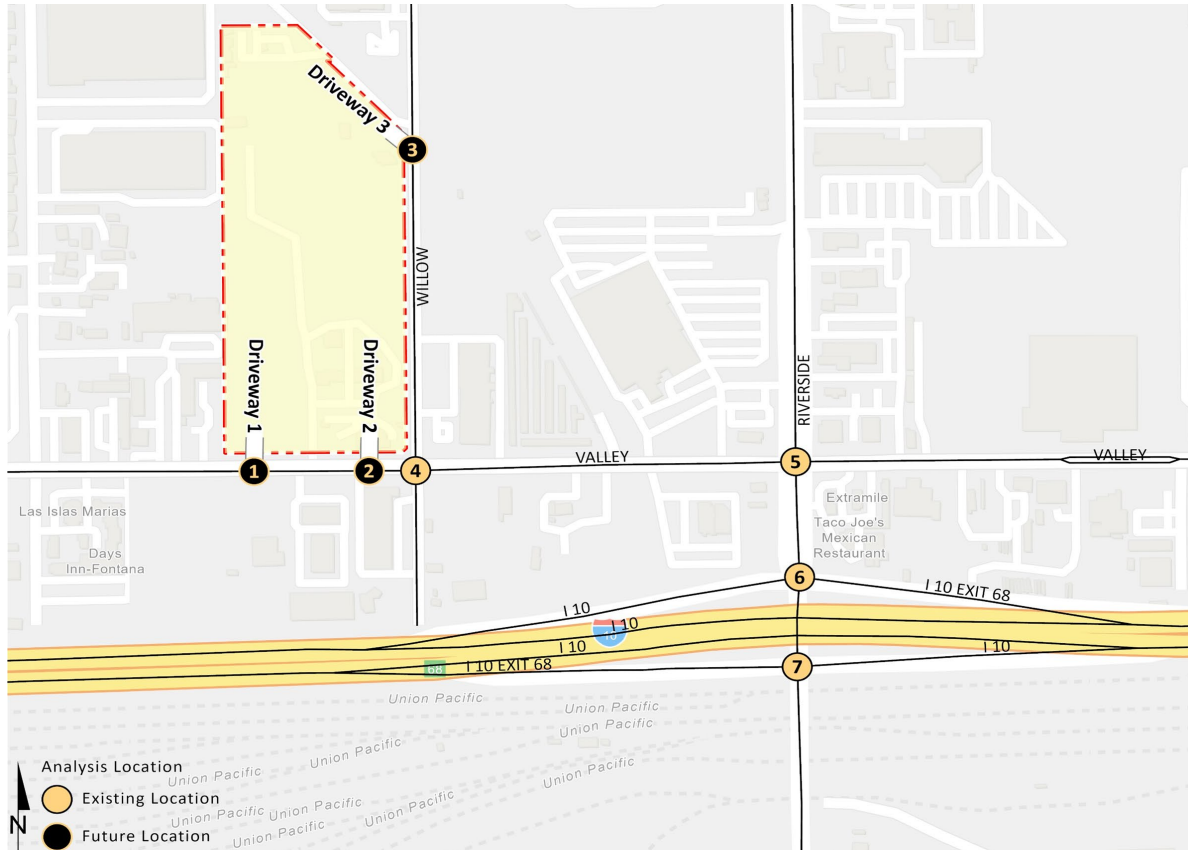 Driveway 3
3
WILLOW
Driveway 1
Driveway 2
RIVERSIDE
1
2
4
VALLEY
5
VALLEY
Las Islas Marias
Days
Inn-Fontana
Extramile
Taco Joe's
Mexican
Restaurant
6
I 10 EXIT 68
I 10
I 10
10
I 10
I 10
68
I 10 EXIT 68
7
Union Pacific
Union Pacific
Union Pacific
Union Pacific
Union Pacific
Union Pacific
Union Pacific
Union Pacific
Union Pacific
N
Analysis Location
Existing Location
Future Location